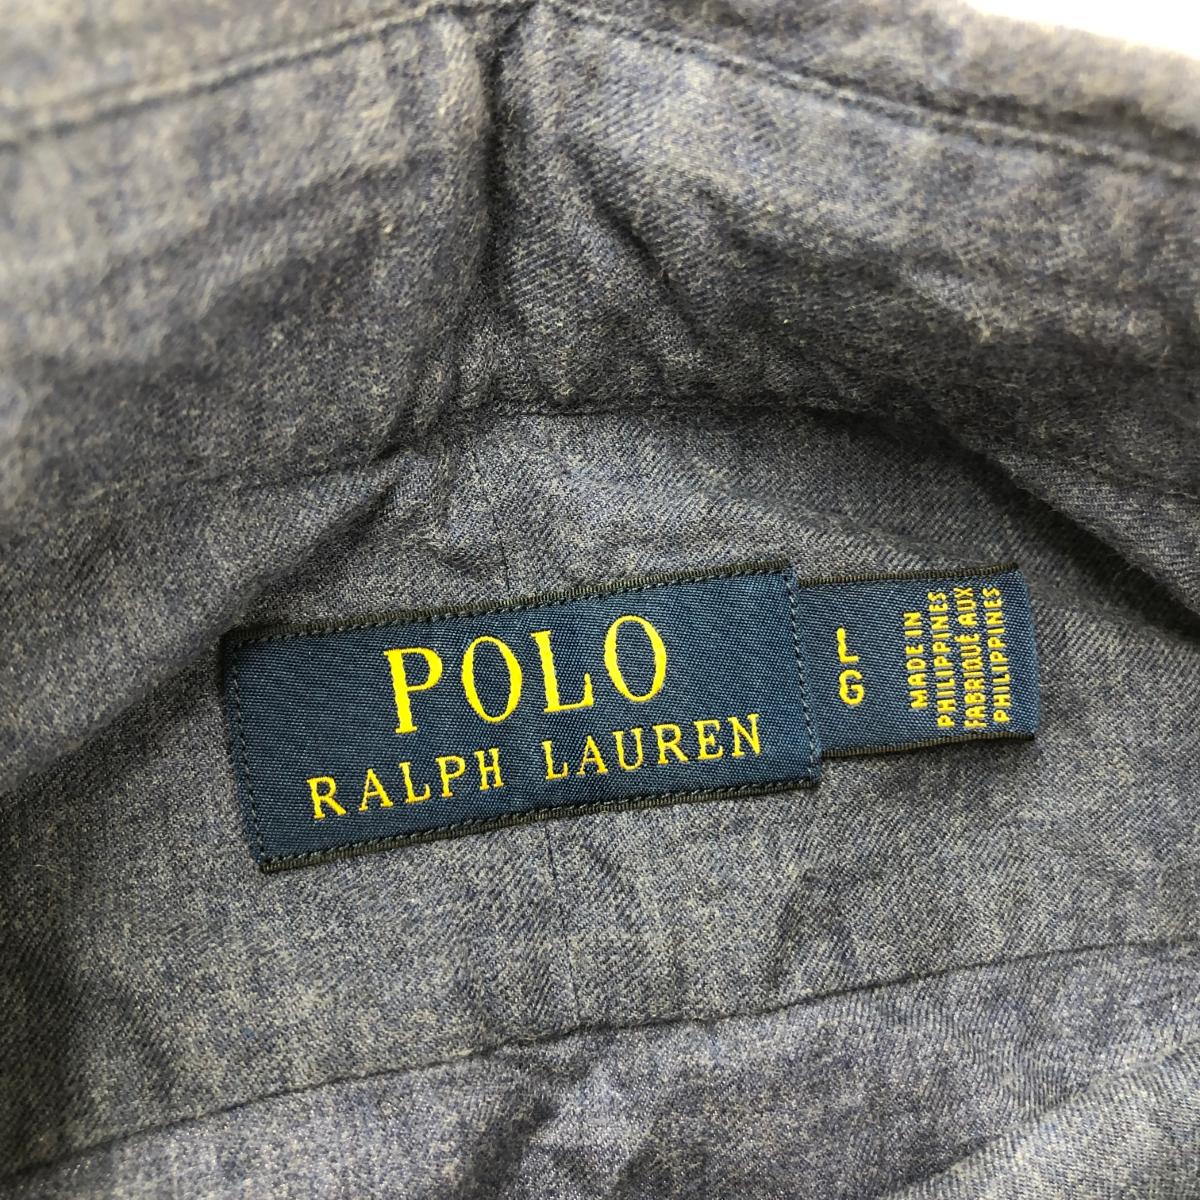 POLO
RALPH LAUREN
L
G
MADE IN
PHILIPPINES
FABRIQUÉ AUX
PHILIPPINES